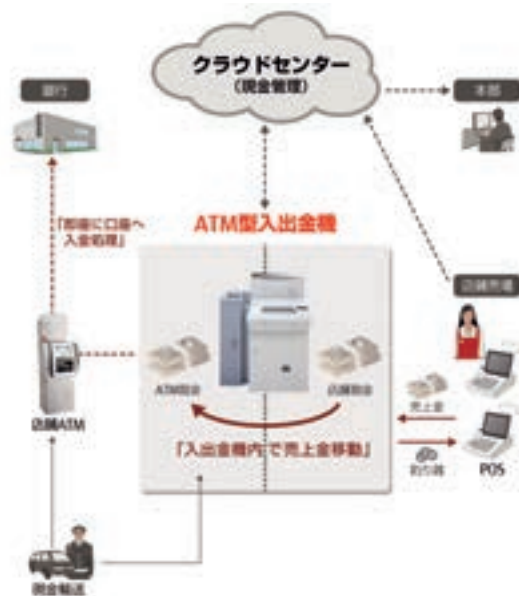 クラウドセンター
（現金管理）
銀行
本部
「即座に口座へ
入金処理」
ATM型入出金機
店舗売場
ATM現金
店舗現金
売上金
店舗ATM
「入出金機内で売上金移動」
釣り銭
POS
現金輸送